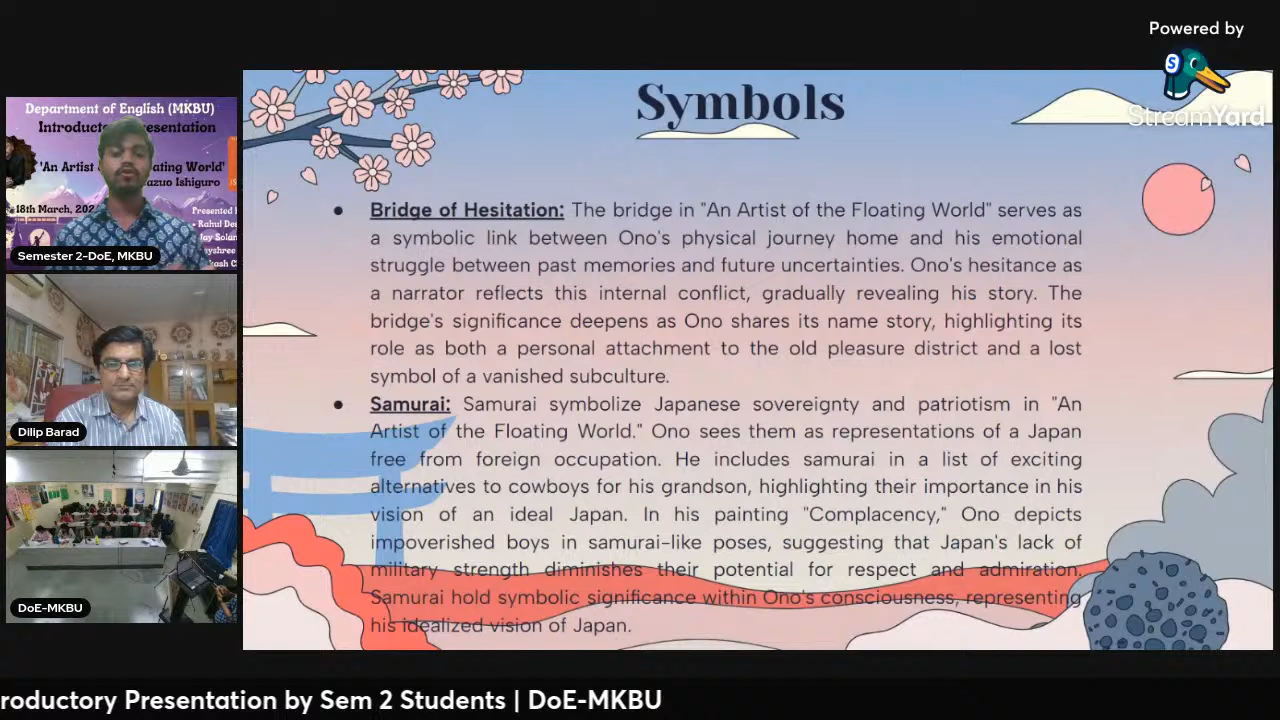 Powered by
StreamYard
Department of English (MKBU)
Introducto esentation
'An Artist ating World'
azuo Ishiguro
18th March, 202
Presented
Rahul De
Jay Solan
Semester 2-DoE, MKBU
Dilip Barad
DoE-MKBU
Symbols
Bridge of Hesitation: The bridge in "An Artist of the Floating World" serves as
a symbolic link between Ono's physical journey home and his emotional
struggle between past memories and future uncertainties. Ono's hesitance as
a narrator reflects this internal conflict, gradually revealing his story. The
bridge's significance deepens as Ono shares its name story, highlighting its
role as both a personal attachment to the old pleasure district and a lost
symbol of a vanished subculture.
Samurai: Samurai symbolize Japanese sovereignty and patriotism in "An
Artist of the Floating World." Ono sees them as representations of a Japan
free from foreign occupation. He includes samurai in a list of exciting
alternatives to cowboys for his grandson, highlighting their importance in his
vision of an ideal Japan. In his painting "Complacency," Ono depicts
impoverished boys in samurai-like poses, suggesting that Japan's lack of
military strength diminishes their potential for respect and admiration.
Samurai hold symbolic significance within Ono's consciousness, representing
his idealized vision of Japan.
roductory Presentation by Sem 2 Students | DoE-MKBU